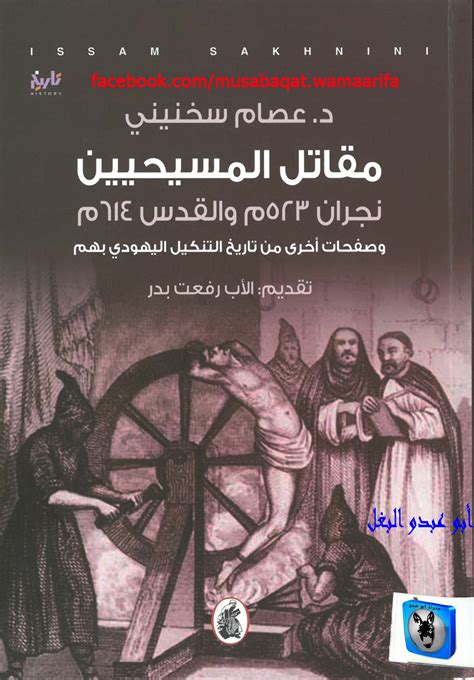 ISSAM SAKHNINI
تاريخ
HISTORY
facebook.com/musabaqat.wamaarifa
د. عصام سخنيني
مقاتل المسيحيين
نجران ٥٢٣م والقدس ٦١٤م
وصفحات أخرى من تاريخ التنكيل اليهودي بهم
تقديم: الأب رفعت بدر
أبو عبدو البغل